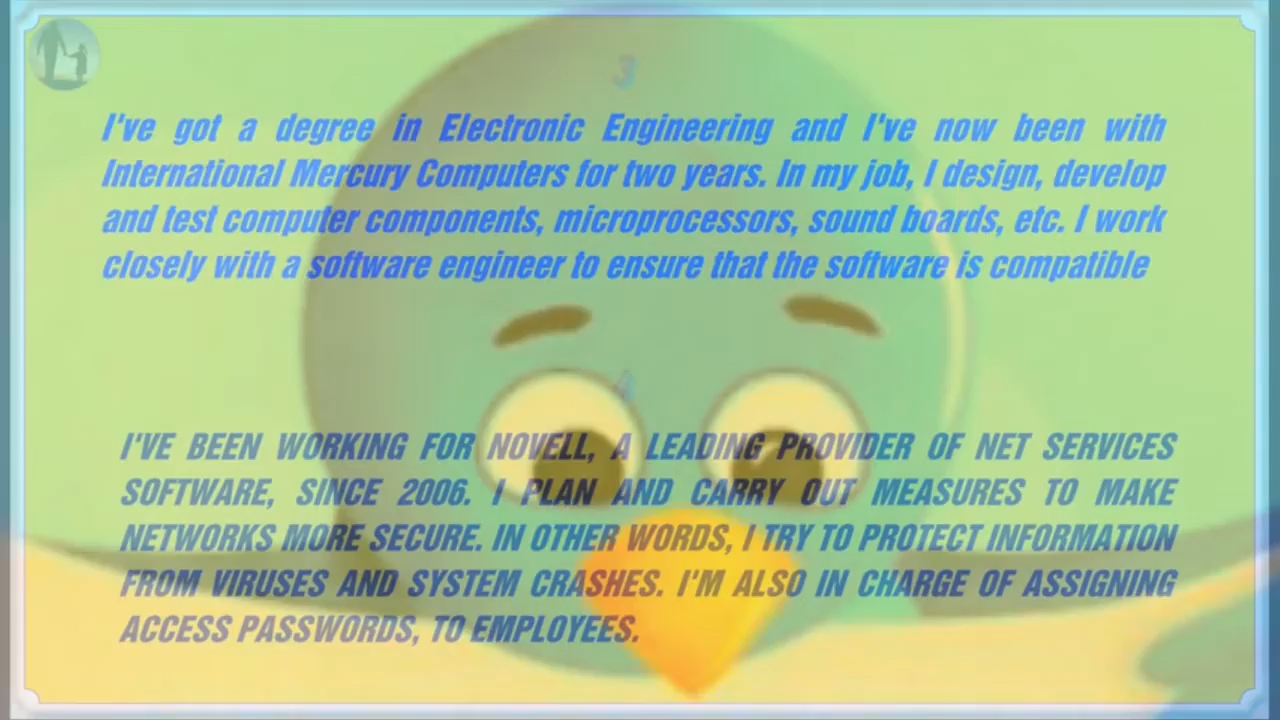 3
I've got a degree in Electronic Engineering and I've now been with
International Mercury Computers for two years. In my job, I design, develop
and test computer components, microprocessors, sound boards, etc. I work
closely with a software engineer to ensure that the software is compatible
4
I'VE BEEN WORKING FOR NOVELL, A LEADING PROVIDER OF NET SERVICES
SOFTWARE, SINCE 2006. I PLAN AND CARRY OUT MEASURES TO MAKE
NETWORKS MORE SECURE. IN OTHER WORDS, I TRY TO PROTECT INFORMATION
FROM VIRUSES AND SYSTEM CRASHES. I'M ALSO IN CHARGE OF ASSIGNING
ACCESS PASSWORDS, TO EMPLOYEES.